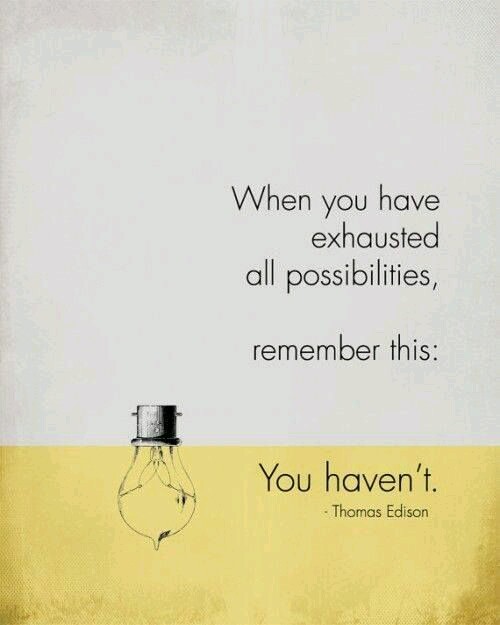 When you have
exhausted
all possibilities,
remember this:
You haven't.
- Thomas Edison